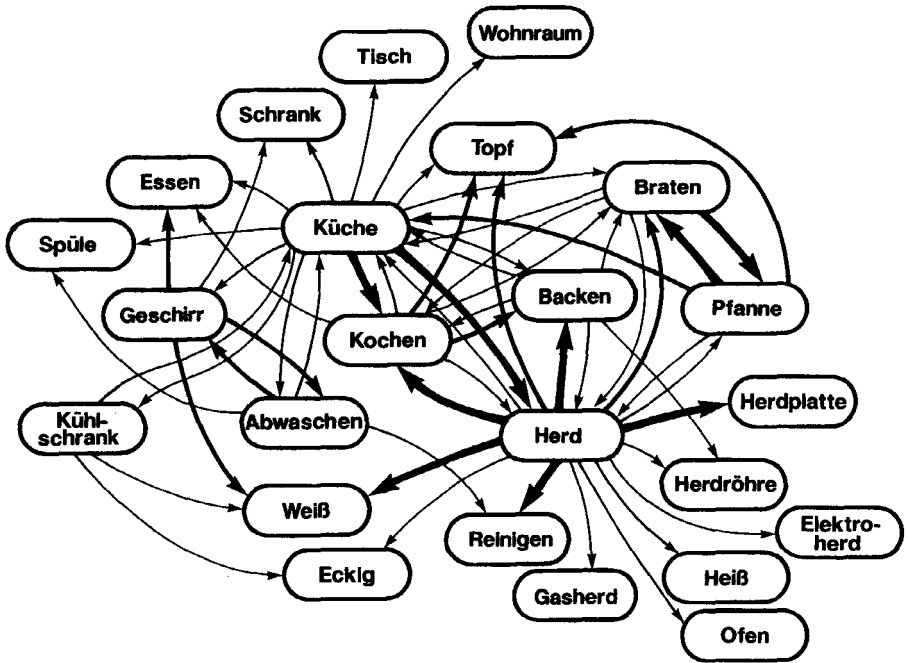 Wohnraum
Tisch
Schrank
Topf
Essen
Braten
Küche
Spüle
Backen
Geschirr
Pfanne
Kochen
Herdplatte
Kühl-
schrank
Abwaschen
Herd
Herdröhre
Weiß
Elektro-
herd
Reinigen
Eckig
Heiß
Gasherd
Ofen